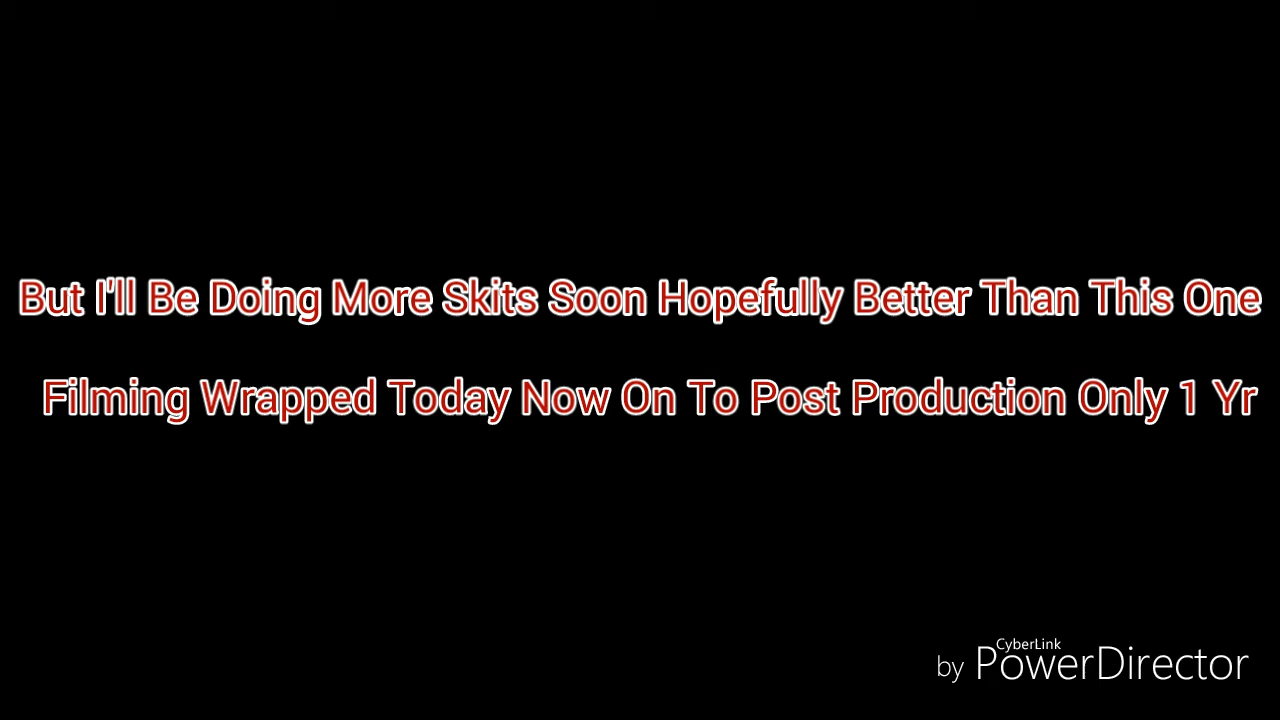 But I'll Be Doing More Skits Soon Hopefully Better Than This One
Filming Wrapped Today Now On To Post Production Only 1 Yr
CyberLink
by PowerDirector